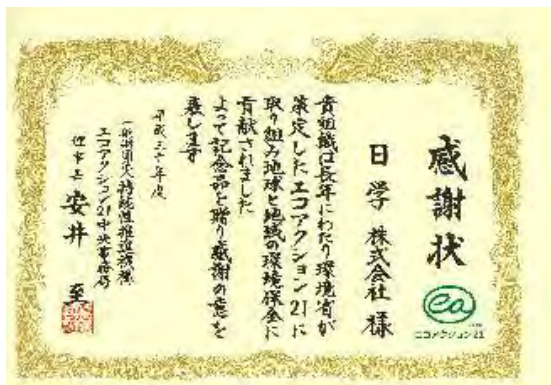 感謝状
エコアクション21
日学 株式会社 様
貴組織は長年にわたり環境省が
策定したエコアクション21に
取り組み地球と地域の環境保全に
貢献されました
よって記念品を贈り感謝の意を
表します
平成三十年度
一般財団法人持続性推進機構
エコアクション21中央事務局
理事長 安井 至